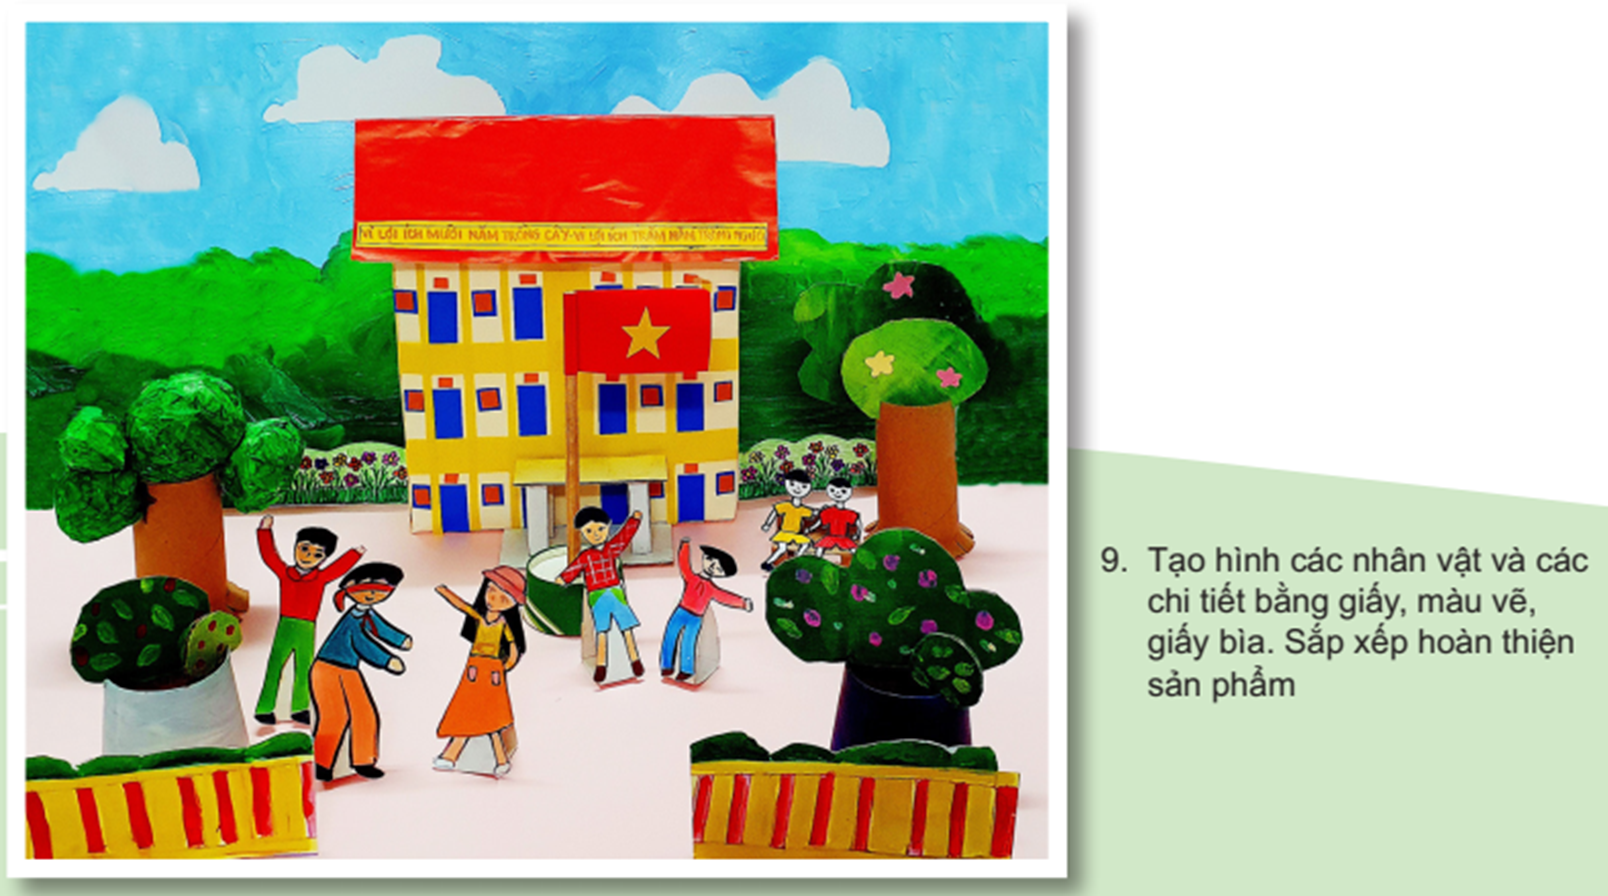 VÌ LỢI ÍCH MƯỜI NĂM TRỒNG CÂY-VÌ LỢI ÍCH TRĂM NĂM TRỒNG NGƯỜI
9. Tạo hình các nhân vật và các
chi tiết bằng giấy, màu vẽ,
giấy bìa. Sắp xếp hoàn thiện
sản phẩm